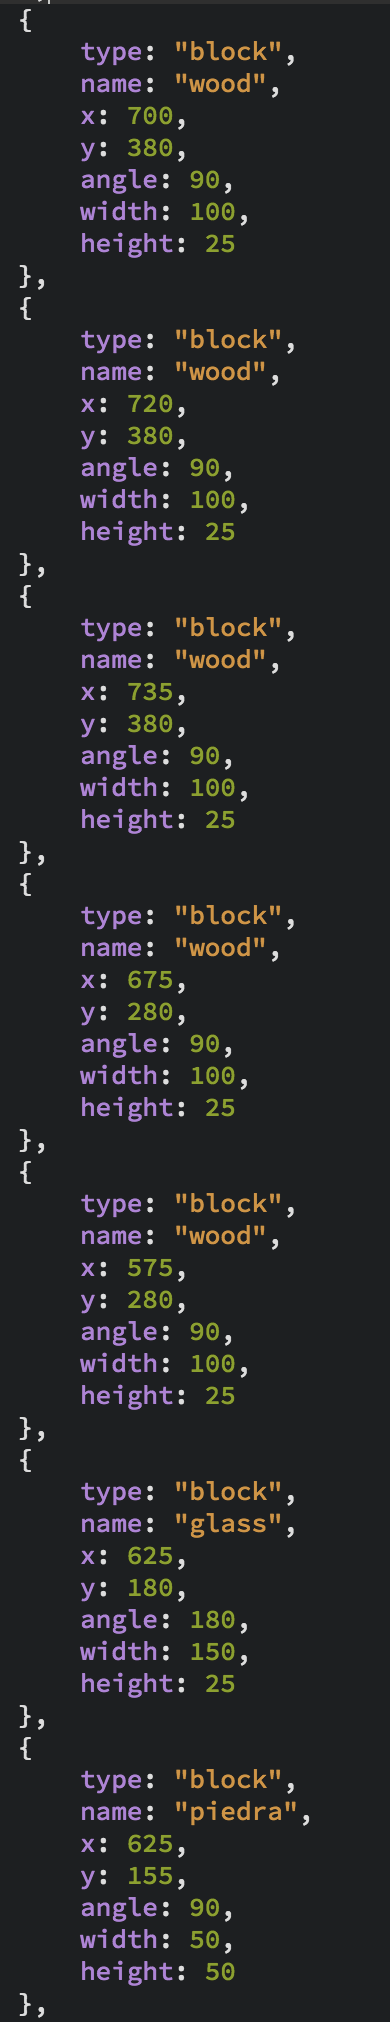 {
type: "block",
name: "wood",
x: 700,
y: 380,
angle: 90,
width: 100,
height: 25
},
{
type: "block",
name: "wood",
x: 720,
y: 380,
angle: 90,
width: 100,
height: 25
},
{
type: "block",
name: "wood",
x: 735,
y: 380,
angle: 90,
width: 100,
height: 25
},
{
type: "block",
name: "wood",
x: 675,
y: 280,
angle: 90,
width: 100,
height: 25
},
{
type: "block",
name: "wood",
x: 575,
y: 280,
angle: 90,
width: 100,
height: 25
},
{
type: "block",
name: "glass",
x: 625,
y: 180,
angle: 180,
width: 150,
height: 25
},
{
type: "block",
name: "piedra",
x: 625,
y: 155,
angle: 90,
width: 50,
height: 50
},